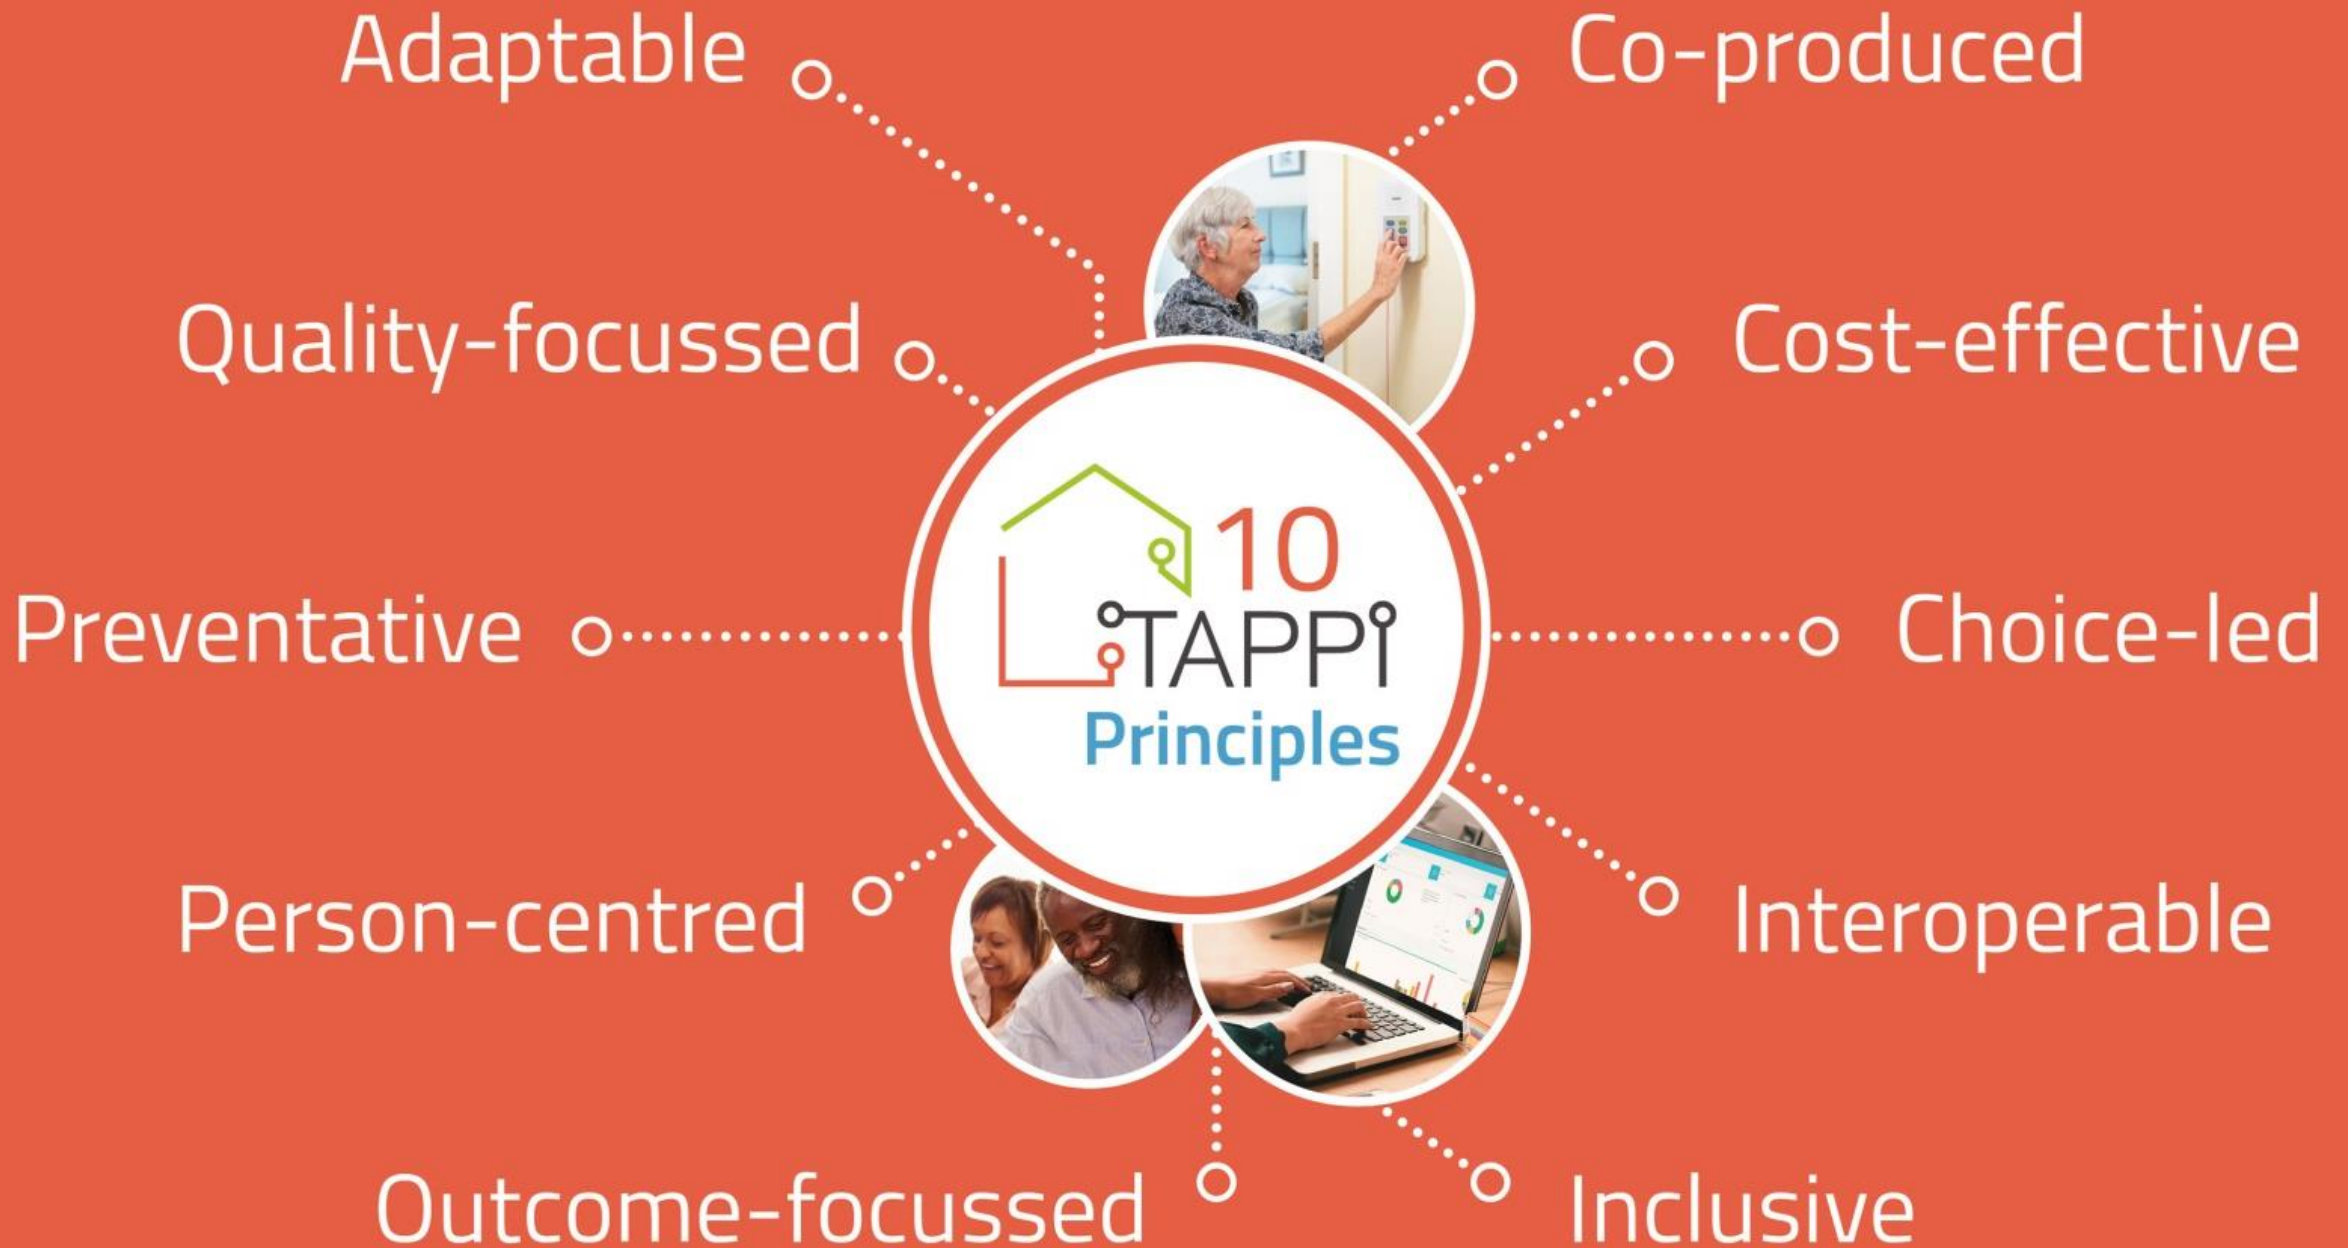 Adaptable
Co-produced
Quality-focussed
Cost-effective
10
TAPPI
Principles
Preventative
Choice-led
Person-centred
Interoperable
Outcome-focussed
Inclusive